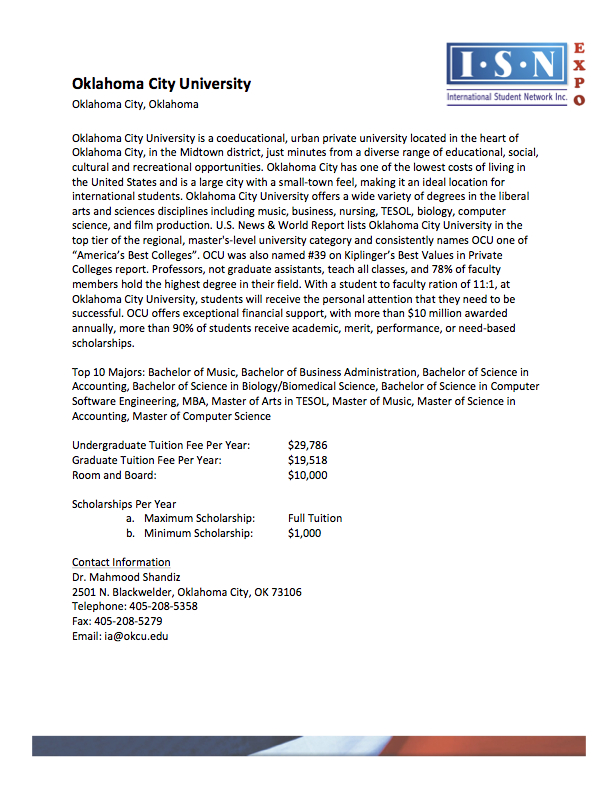 Oklahoma City University
Oklahoma City, Oklahoma
I·S·N
International Student Network Inc.
EXPO
Oklahoma City University is a coeducational, urban private university located in the heart of
Oklahoma City, in the Midtown district, just minutes from a diverse range of educational, social,
cultural and recreational opportunities. Oklahoma City has one of the lowest costs of living in
the United States and is a large city with a small-town feel, making it an ideal location for
international students. Oklahoma City University offers a wide variety of degrees in the liberal
arts and sciences disciplines including music, business, nursing, TESOL, biology, computer
science, and film production. U.S. News & World Report lists Oklahoma City University in the
top tier of the regional, master's-level university category and consistently names OCU one of
“America's Best Colleges”. OCU was also named #39 on Kiplinger's Best Values in Private
Colleges report. Professors, not graduate assistants, teach all classes, and 78% of faculty
members hold the highest degree in their field. With a student to faculty ration of 11:1, at
Oklahoma City University, students will receive the personal attention that they need to be
successful. OCU offers exceptional financial support, with more than $10 million awarded
annually, more than 90% of students receive academic, merit, performance, or need-based
scholarships.
Top 10 Majors: Bachelor of Music, Bachelor of Business Administration, Bachelor of Science in
Accounting, Bachelor of Science in Biology/Biomedical Science, Bachelor of Science in Computer
Software Engineering, MBA, Master of Arts in TESOL, Master of Music, Master of Science in
Accounting, Master of Computer Science
Undergraduate Tuition Fee Per Year: $29,786
Graduate Tuition Fee Per Year: $19,518
Room and Board: $10,000
Scholarships Per Year
a. Maximum Scholarship: Full Tuition
b. Minimum Scholarship: $1,000
Contact Information
Dr. Mahmood Shandiz
2501 N. Blackwelder, Oklahoma City, OK 73106
Telephone: 405-208-5358
Fax: 405-208-5279
Email: ia@okcu.edu